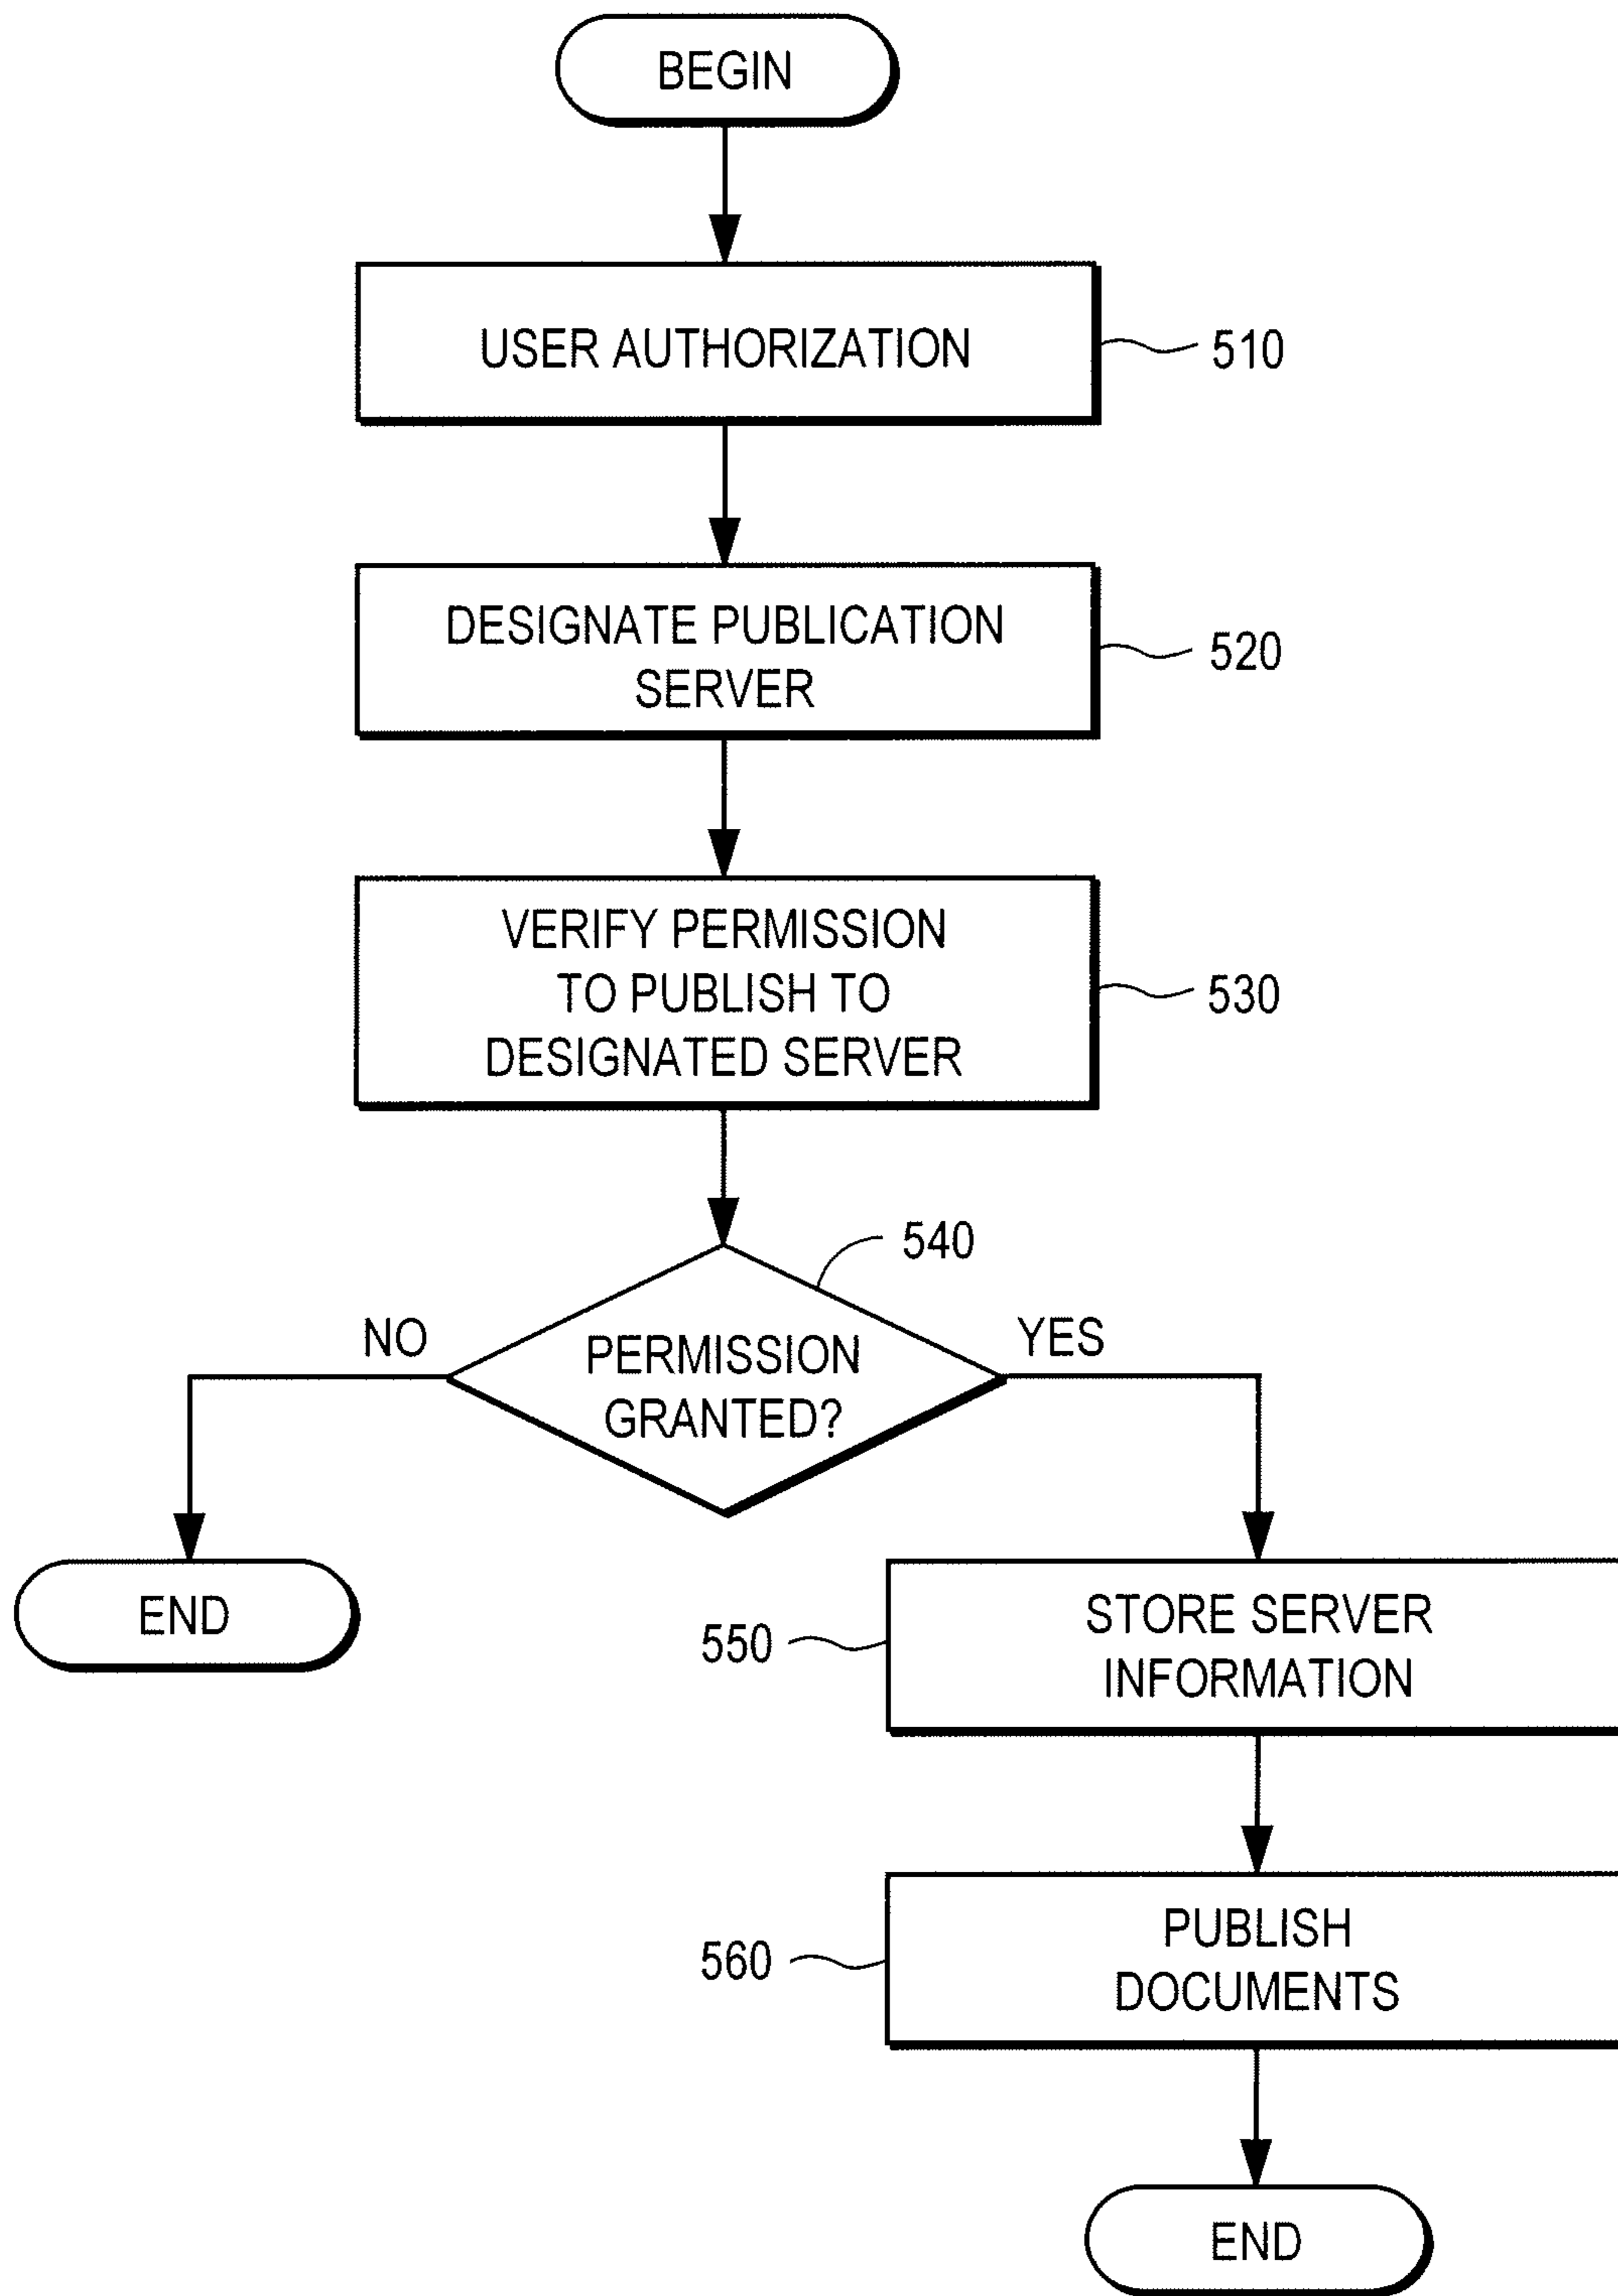 BEGIN
USER AUTHORIZATION
510
DESIGNATE PUBLICATION
SERVER
520
VERIFY PERMISSION
TO PUBLISH TO
DESIGNATED SERVER
530
540
NO
PERMISSION
GRANTED?
YES
END
550
STORE SERVER
INFORMATION
560
PUBLISH
DOCUMENTS
END